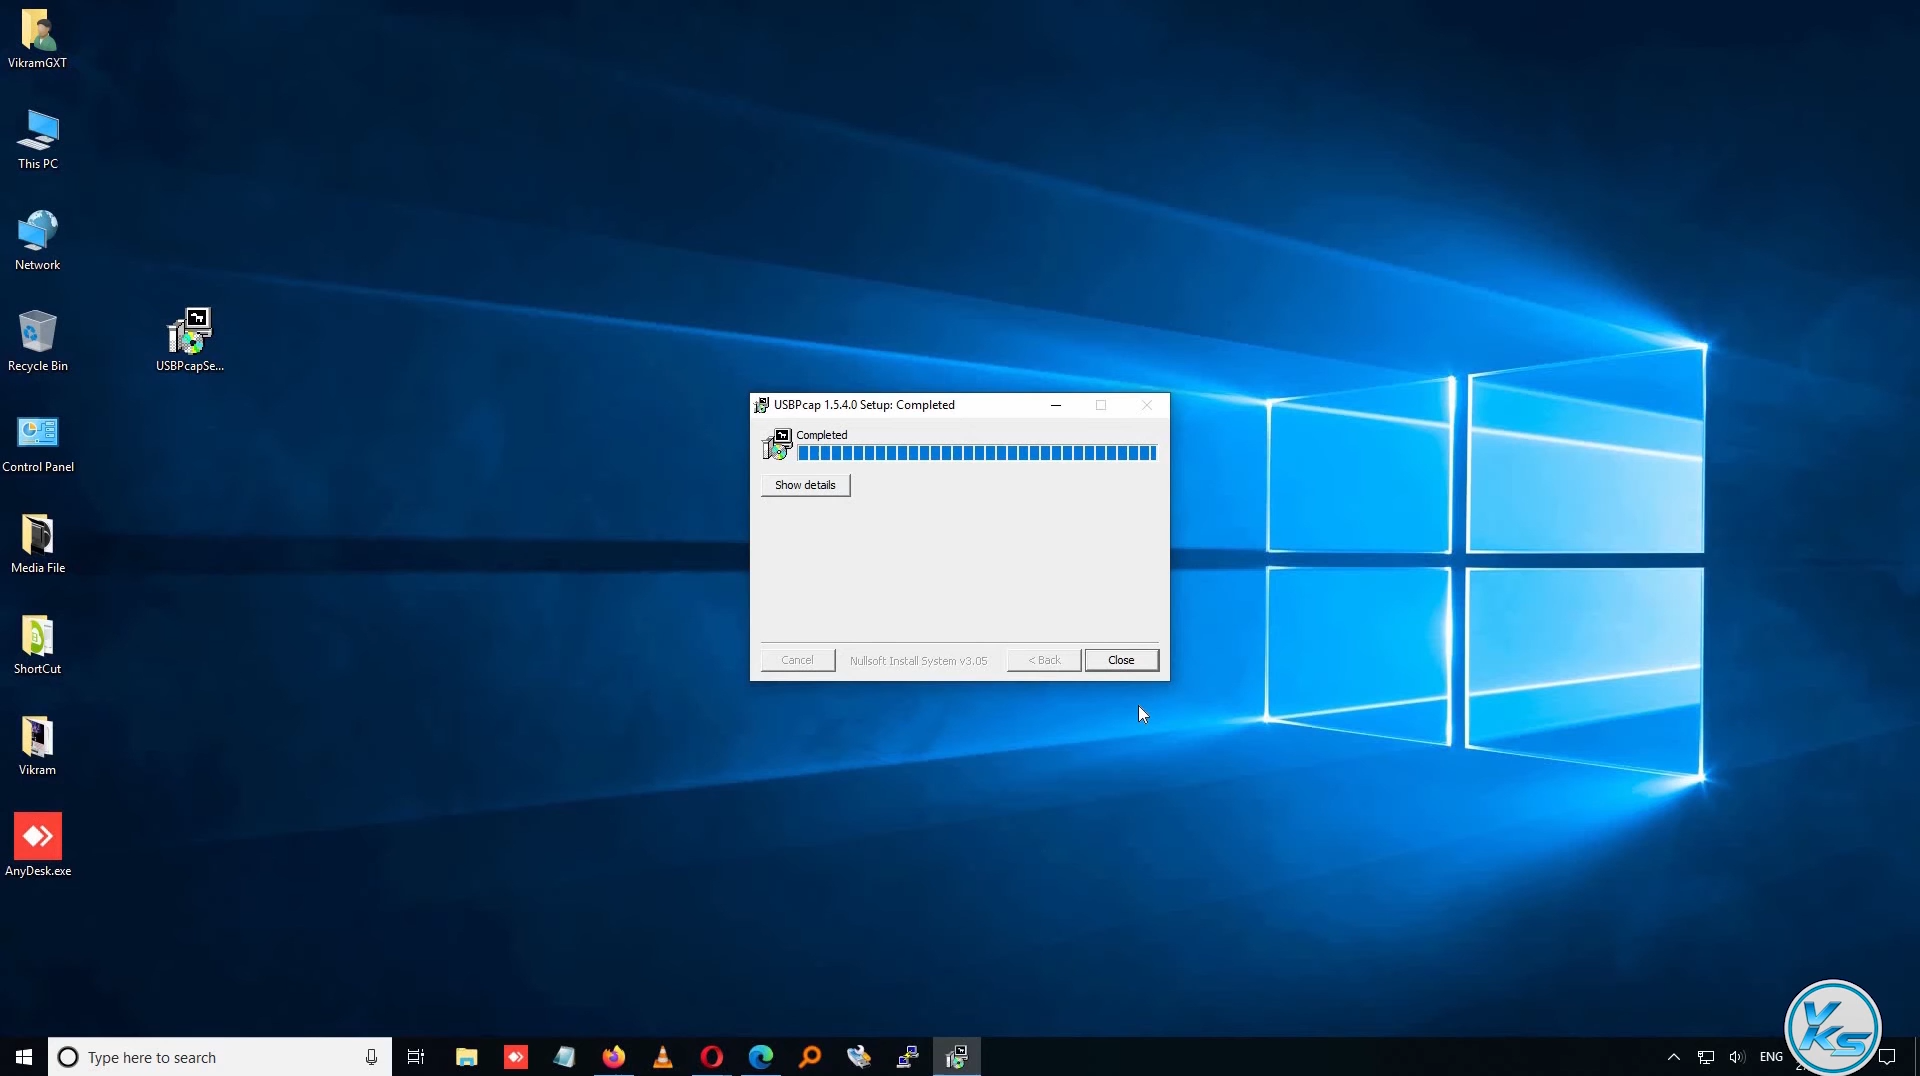 VikramGXT
This PC
Network
Recycle Bin
USBPcapSe...
Control Panel
Media File
ShortCut
Vikram
AnyDesk.exe
USBPcap 1.5.4.0 Setup: Completed
Completed
Show details
Cancel
Nullsoft Install System v3.05
< Back
Close
Type here to search
ENG
VKS